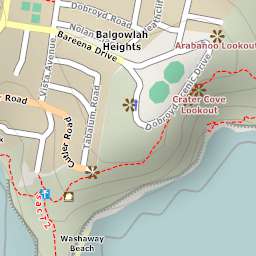 Dobroyd Road
Nolan
Balgowlah
Heights
Bareena Drive
Vista Avenue
Arabanoo Lookout
Tabalum Road
Dobroyd Scenic Drive
Crater Cove
Lookout
Road
Cutler Road
Washaway
Beach